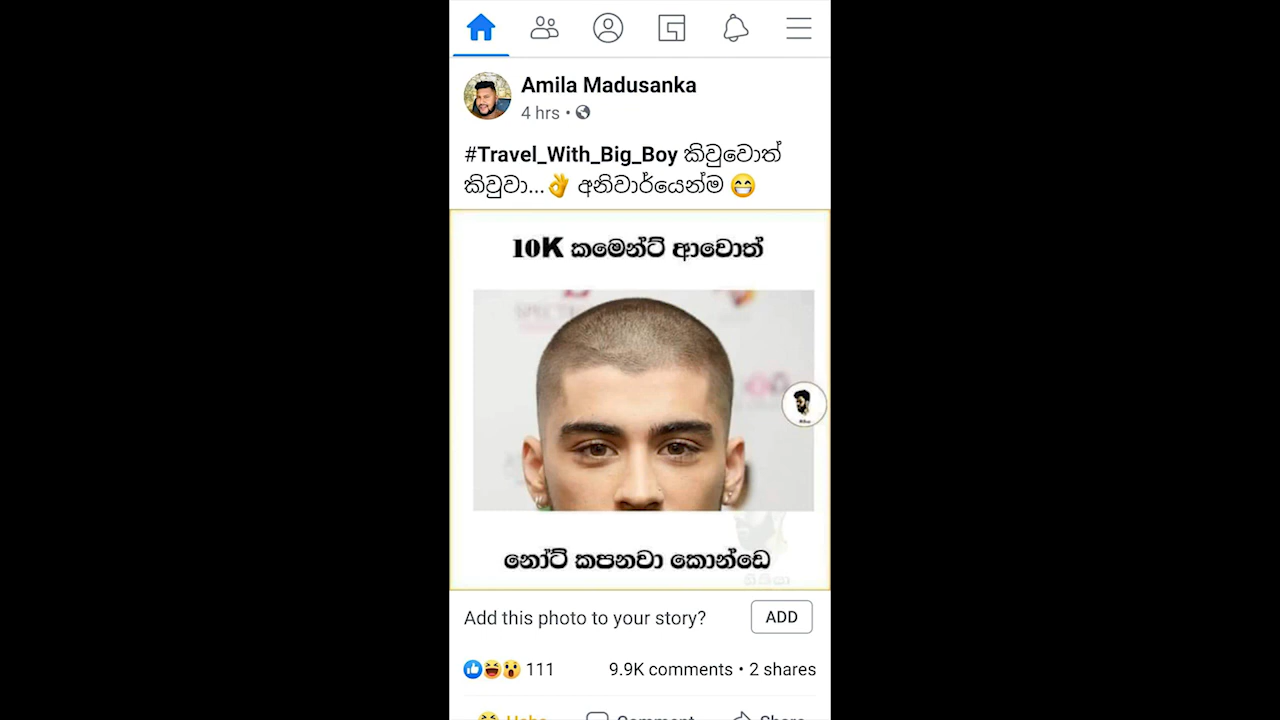 Amila Madusanka
4 hrs •
#Travel_With_Big_Boy කිව්වොත්
කිව්වා...👌 අනිවාර්යෙන්ම 😁
10K කමෙන්ට් ආවොත්
නෝට් කපනවා කොන්ඩෙ
Add this photo to your story?
ADD
111
9.9K comments • 2 shares